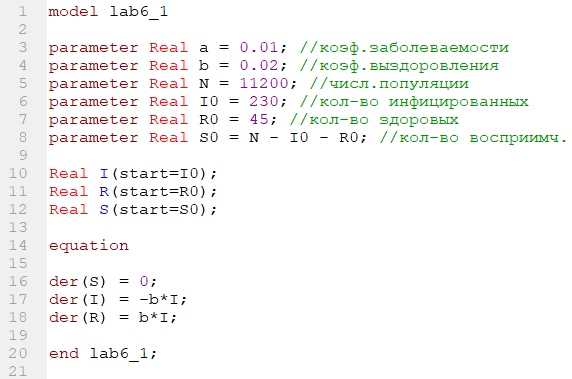 1 model lab6_1
2
3 parameter Real a = 0.01; //коэф.заболеваемости
4 parameter Real b = 0.02; //коэф.выздоровления
5 parameter Real N = 11200; //числ.популяции
6 parameter Real I0 = 230; //кол-во инфицированных
7 parameter Real R0 = 45; //кол-во здоровых
8 parameter Real S0 = N - I0 - R0; //кол-во восприимч.
9
10 Real I(start=I0);
11 Real R(start=R0);
12 Real S(start=S0);
13
14 equation
15
16 der(S) = 0;
17 der(I) = -b*I;
18 der(R) = b*I;
19
20 end lab6_1;
21